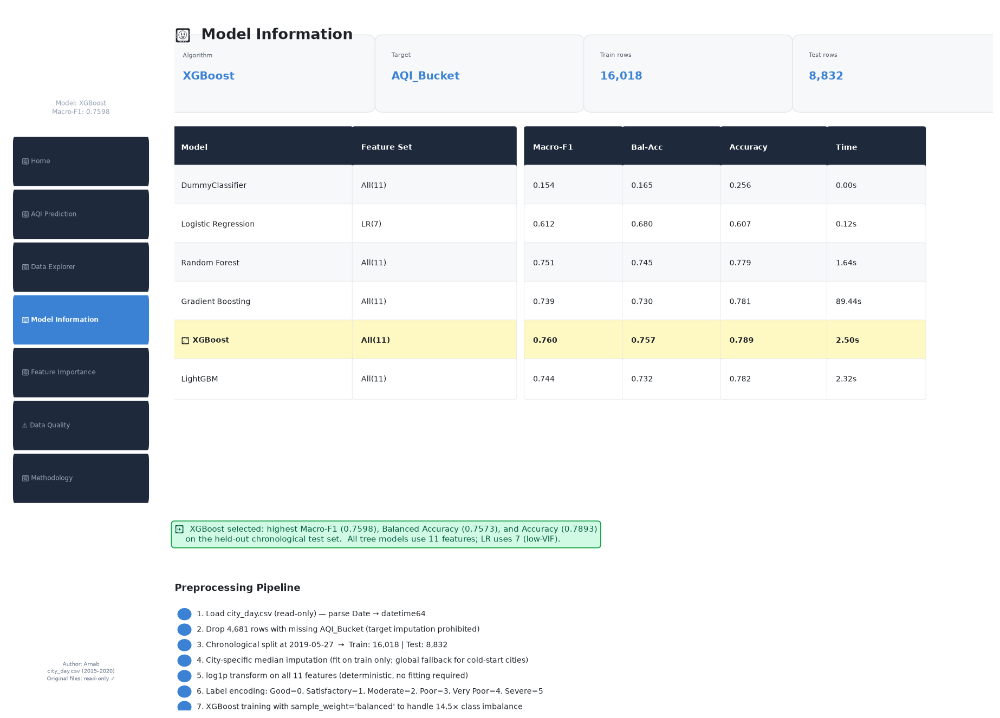 Model Information
Algorithm
XGBoost
Target
AQI_Bucket
Train rows
16,018
Test rows
8,832
Model: XGBoost
Macro-F1: 0.7598
Home
AQI Prediction
Data Explorer
Model Information
Feature Importance
⚠ Data Quality
Methodology
Model Feature Set Macro-F1 Bal-Acc Accuracy Time
DummyClassifier All(11) 0.154 0.165 0.256 0.00s
Logistic Regression LR(7) 0.612 0.680 0.607 0.12s
Random Forest All(11) 0.751 0.745 0.779 1.64s
Gradient Boosting All(11) 0.739 0.730 0.781 89.44s
XGBoost All(11) 0.760 0.757 0.789 2.50s
LightGBM All(11) 0.744 0.732 0.782 2.32s
XGBoost selected: highest Macro-F1 (0.7598), Balanced Accuracy (0.7573), and Accuracy (0.7893)
on the held-out chronological test set. All tree models use 11 features; LR uses 7 (low-VIF).
Preprocessing Pipeline
1. Load city_day.csv (read-only) — parse Date → datetime64
2. Drop 4,681 rows with missing AQI_Bucket (target imputation prohibited)
3. Chronological split at 2019-05-27 → Train: 16,018 | Test: 8,832
4. City-specific median imputation (fit on train only; global fallback for cold-start cities)
5. log1p transform on all 11 features (deterministic, no fitting required)
6. Label encoding: Good=0, Satisfactory=1, Moderate=2, Poor=3, Very Poor=4, Severe=5
7. XGBoost training with sample_weight='balanced' to handle 14.5× class imbalance
Author: Arnab
city_day.csv (2015–2020)
Original files: read-only ✓